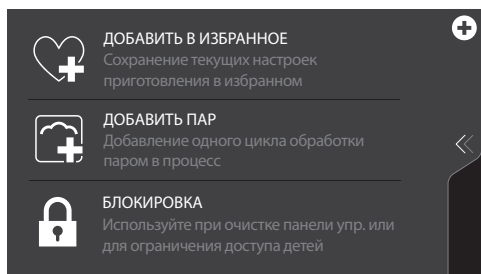 ДОБАВИТЬ В ИЗБРАННОЕ
Сохранение текущих настроек
приготовления в избранном
ДОБАВИТЬ ПАР
Добавление одного цикла обработки
паром в процесс
БЛОКИРОВКА
Используйте при очистке панели упр. или
для ограничения доступа детей